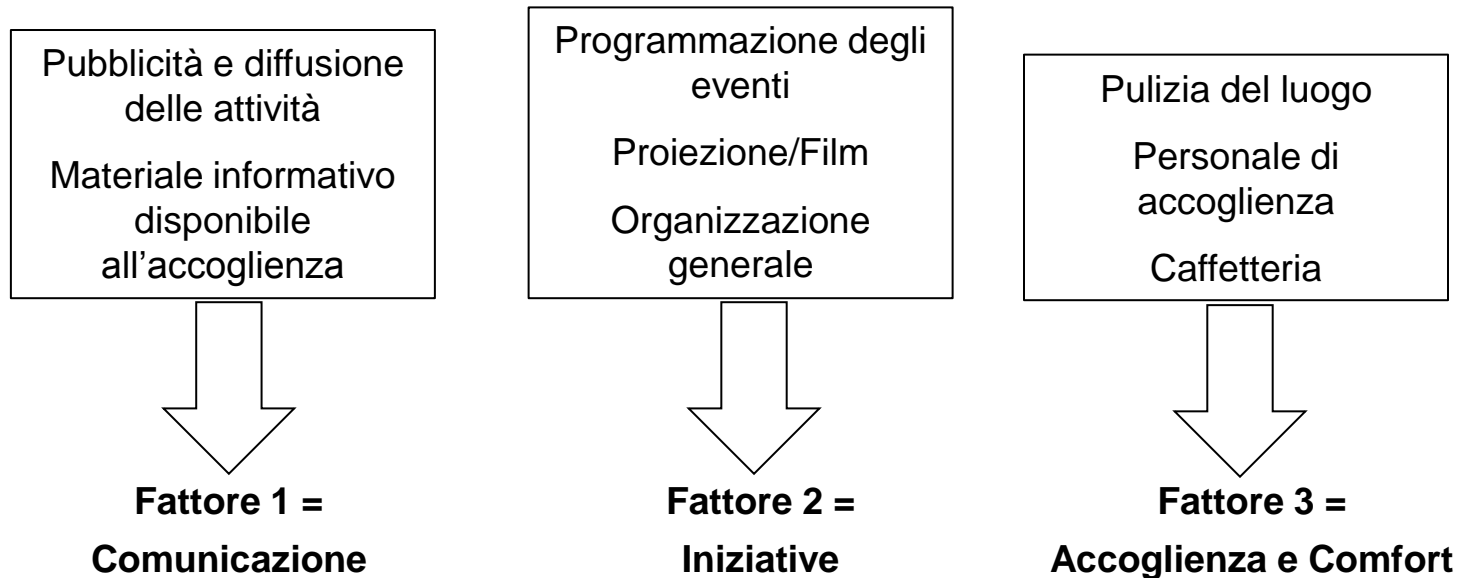 Pubblicità e diffusione
delle attività
Materiale informativo
disponibile
all’accoglienza
Fattore 1 =
Comunicazione
Programmazione degli
eventi
Proiezione/Film
Organizzazione
generale
Fattore 2 =
Iniziative
Pulizia del luogo
Personale di
accoglienza
Caffetteria
Fattore 3 =
Accoglienza e Comfort